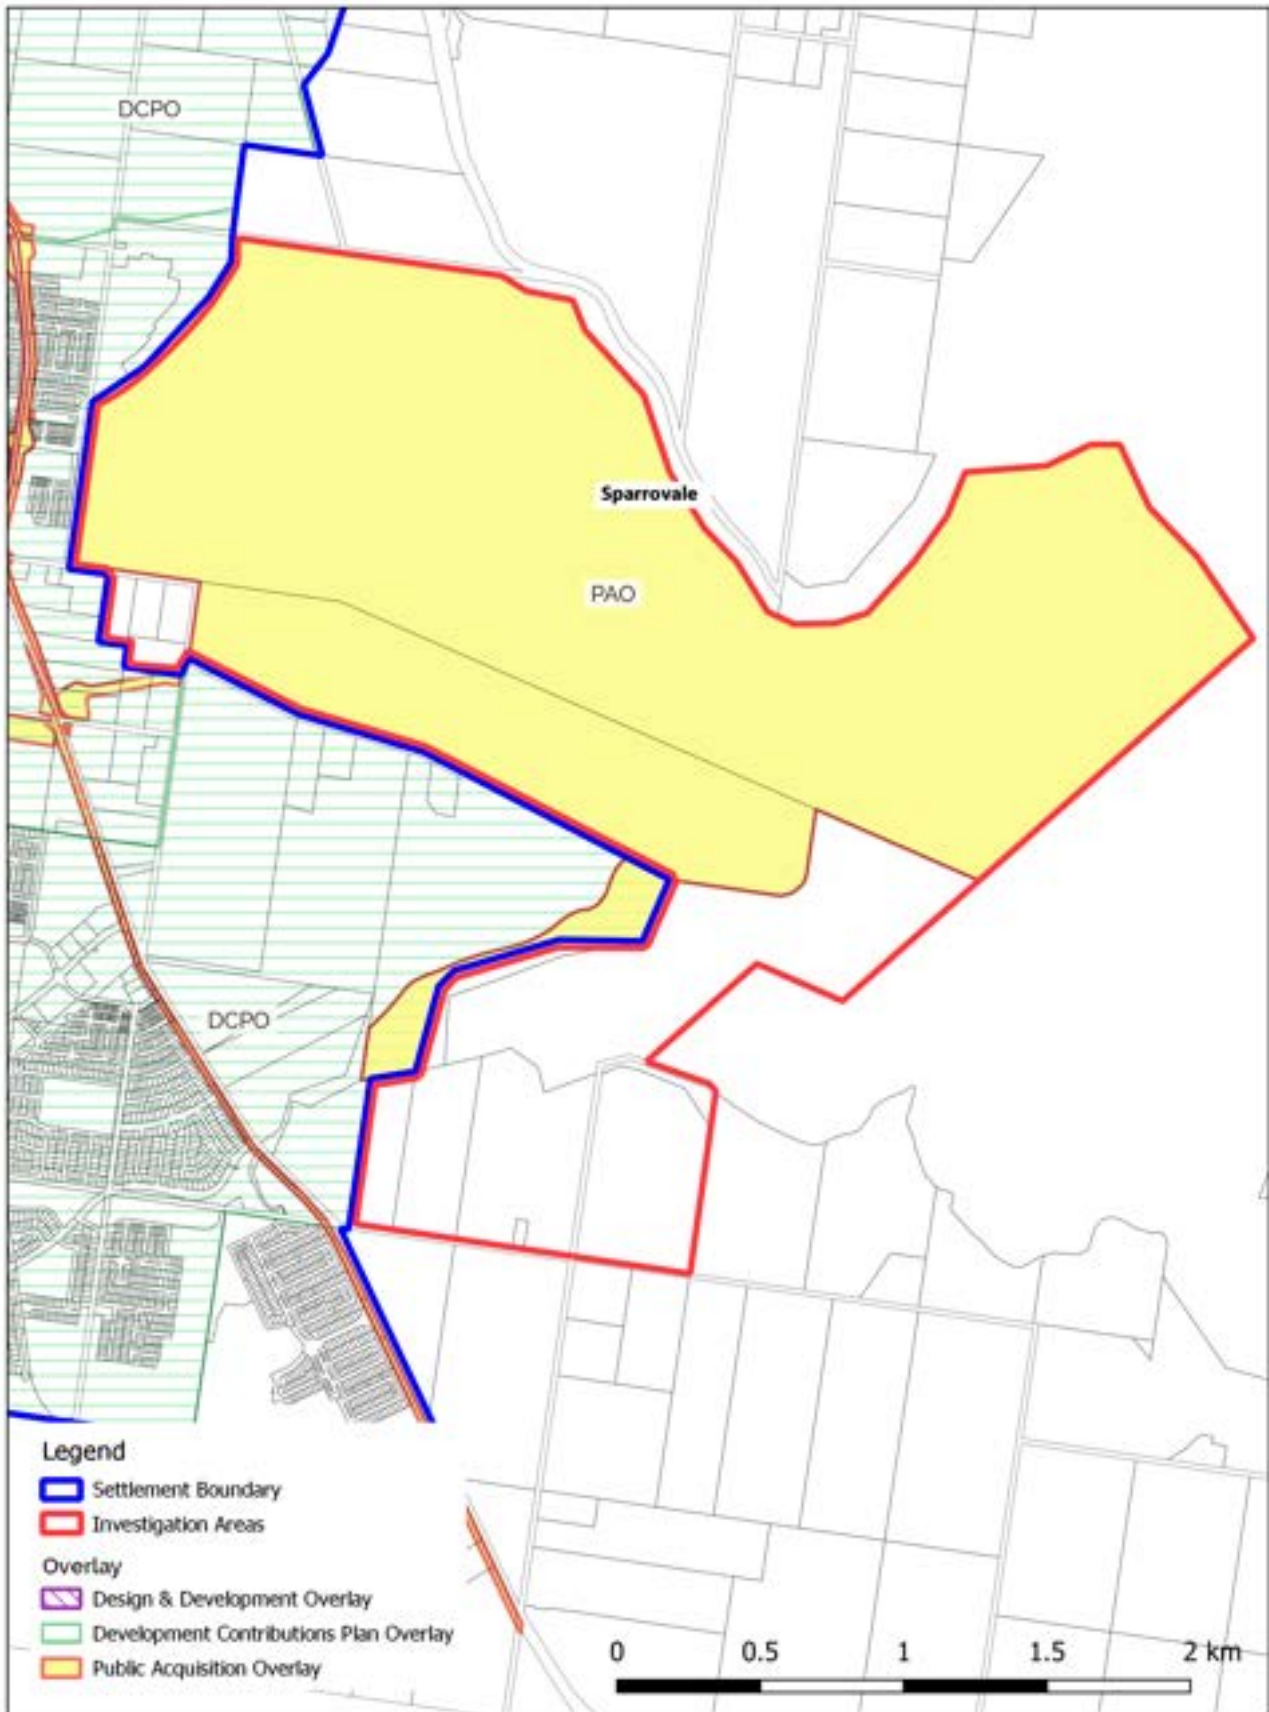 DCPO
Sparrovale
PAO
DCPO
Legend
Settlement Boundary
Investigation Areas
Overlay
Design & Development Overlay
Development Contributions Plan Overlay
Public Acquisition Overlay
0 0.5 1 1.5 2 km